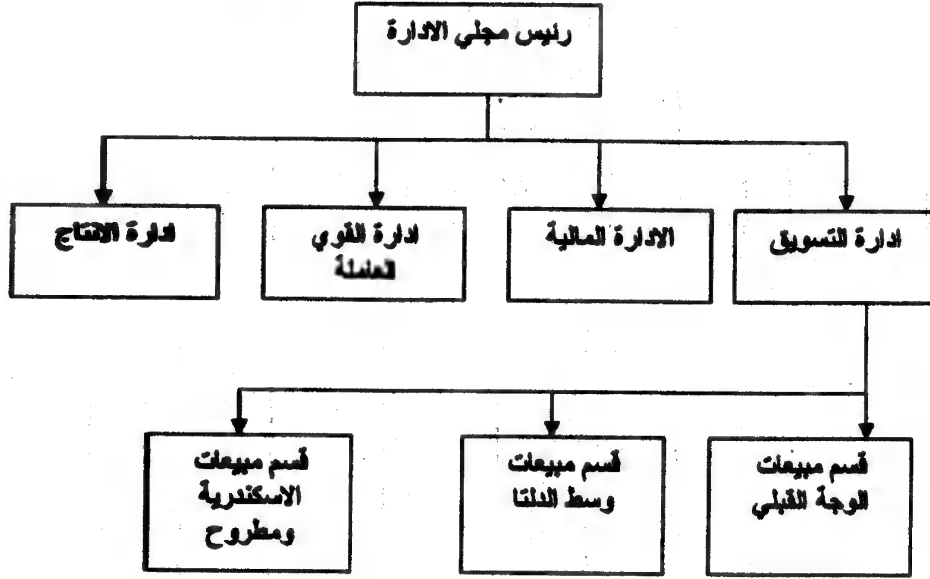 رئيس مجلي الادارة
ادارة التسويق
الادارة المالية
ادارة القوي
العاملة
ادارة الانتاج
قسم مبيعات
الوجة القبلي
قسم مبيعات
وسط الدلتا
قسم مبيعات
الاسكندرية
ومطروح